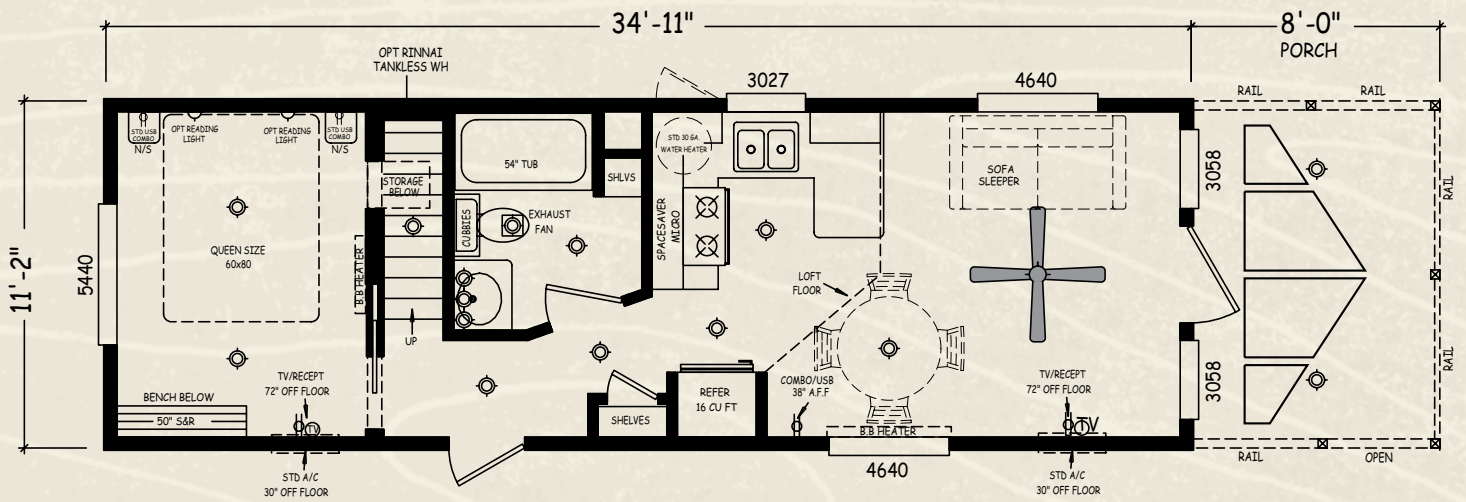 34'-11"
8'-0"
PORCH
OPT RINNAI
TANKLESS WH
3027
4640
RAIL
RAIL
STD USB
COMBO
N/S
OPT READING
LIGHT
OPT READING
LIGHT
STD USB
COMBO
N/S
54" TUB
SHLVS
STD 30 GA.
WATER HEATER
SOFA
SLEEPER
3058
RAIL
STORAGE
BELOW
CUBBIES
EXHAUST
FAN
SPACESAVER
MICRO
11'-2"
5440
QUEEN SIZE
60x80
B.B HEATER
LOFT
FLOOR
UP
TV/RECEPT
72" OFF FLOOR
BENCH BELOW
50" S&R
TV
SHELVES
REFER
16 CU FT
COMBO/USB
38" A.F.F
B.B HEATER
4640
TV/RECEPT
72" OFF FLOOR
TV
3058
RAIL
RAIL
OPEN
STD A/C
30" OFF FLOOR
STD A/C
30" OFF FLOOR